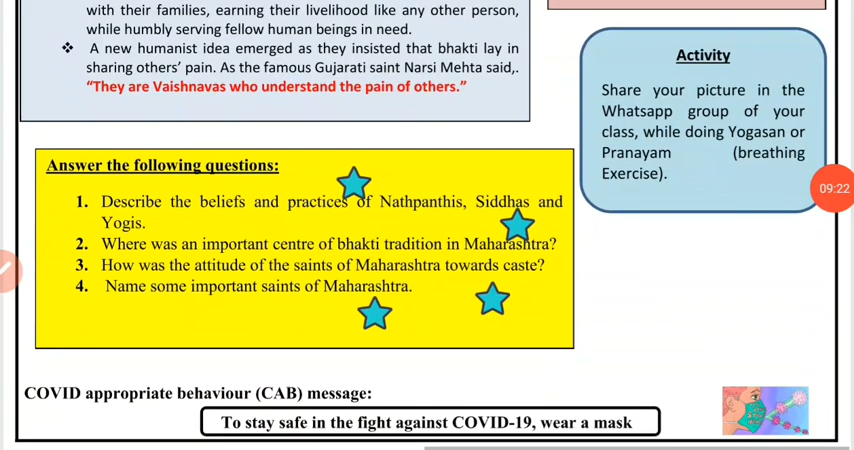 with their families, earning their livelihood like any other person,
while humbly serving fellow human beings in need.
❖ A new humanist idea emerged as they insisted that bhakti lay in
sharing others’ pain. As the famous Gujarati saint Narsi Mehta said,.
“They are Vaishnavas who understand the pain of others.”
Activity
Share your picture in the
Whatsapp group of your
class, while doing Yogasan or
Pranayam (breathing
Exercise).
09:22
Answer the following questions:
1. Describe the beliefs and practices of Nathpanthis, Siddhas and
Yogis.
2. Where was an important centre of bhakti tradition in Maharashtra?
3. How was the attitude of the saints of Maharashtra towards caste?
4. Name some important saints of Maharashtra.
COVID appropriate behaviour (CAB) message:
To stay safe in the fight against COVID-19, wear a mask